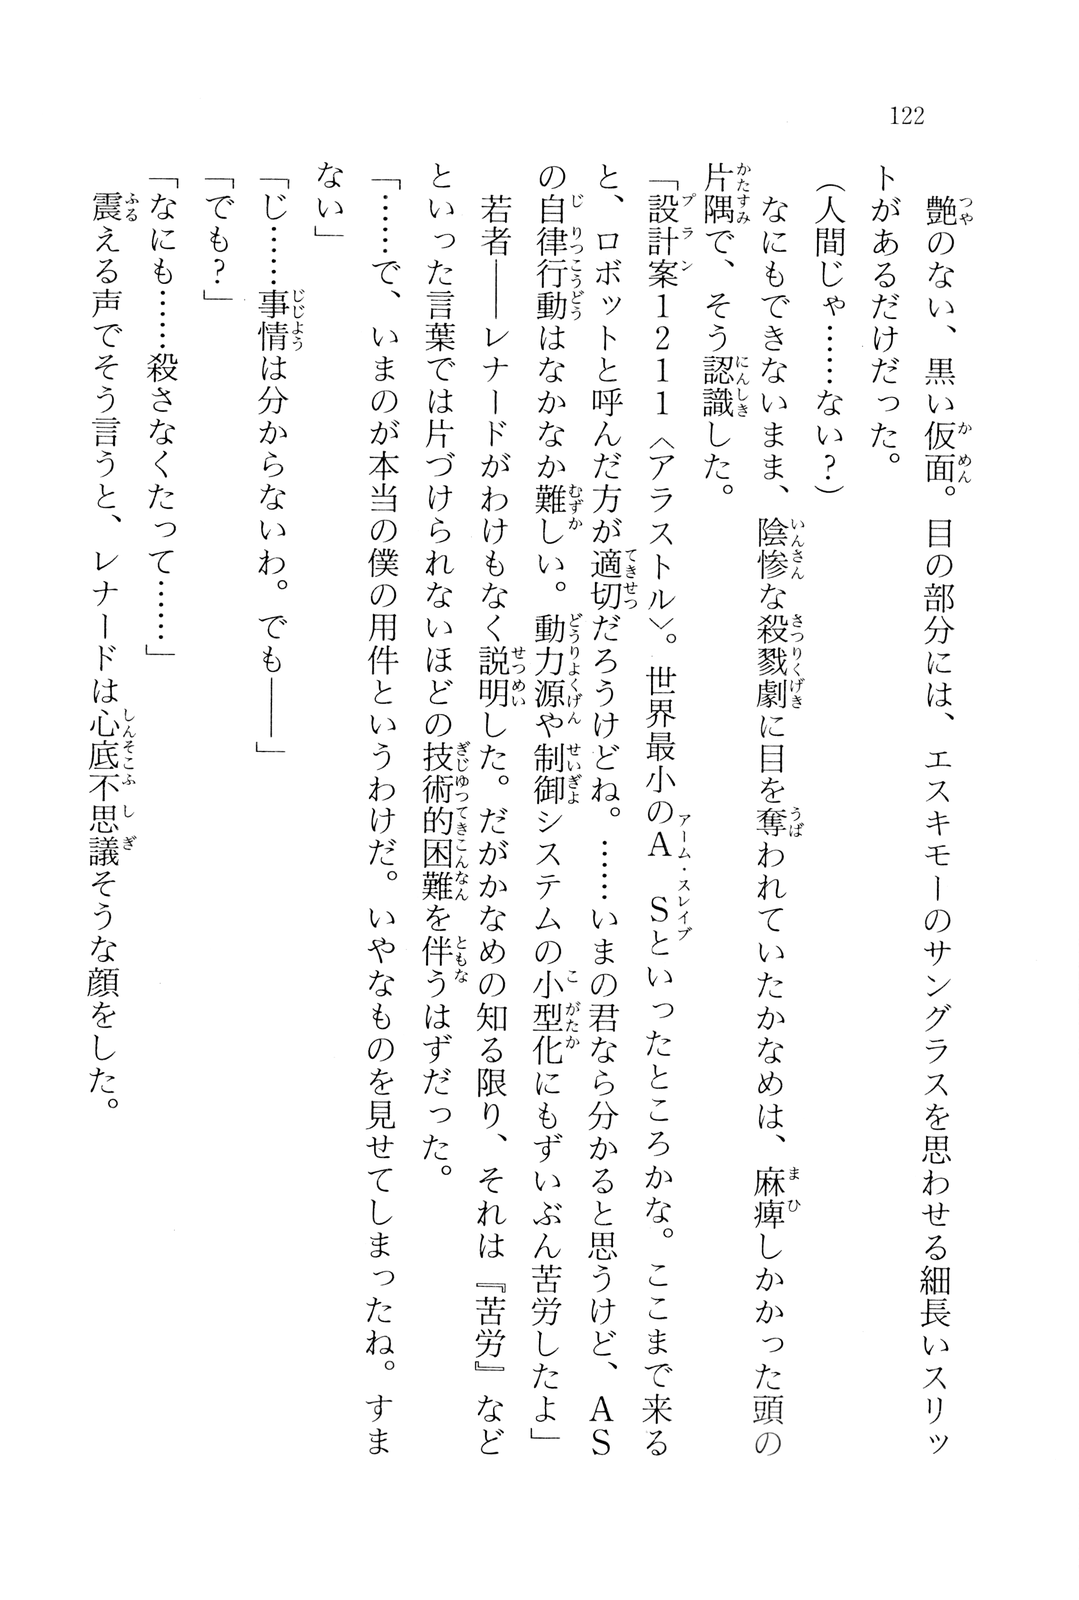 122
艶のない、黒い仮面。目の部分には、エスキモーのサングラスを思わせる細長いスリッ
トがあるだけだった。
(人間じゃ……ない?)
なにもできないまま、陰惨な殺戮劇に目を奪われていたかなめは、麻痺しかかった頭の
片隅で、そう認識した。
「設計案1211〈アラストル〉。世界最小のASといったところかな。ここまで来る
と、ロボットと呼んだ方が適切だろうけどね。……いまの君なら分かると思うけど、AS
の自律行動はなかなか難しい。動力源や制御システムの小型化にもずいぶん苦労したよ」
若者――レナードがわけもなく説明した。だがかなめの知る限り、それは『苦労』など
といった言葉では片づけられないほどの技術的困難を伴うはずだった。
「……で、いまのが本当の僕の用件というわけだ。いやなものを見せてしまったね。すま
ない」
「じ……事情は分からないわ。でも――」
「でも?」
「なにも……殺さなくたって……」
震える声でそう言うと、レナードは心底不思議そうな顔をした。